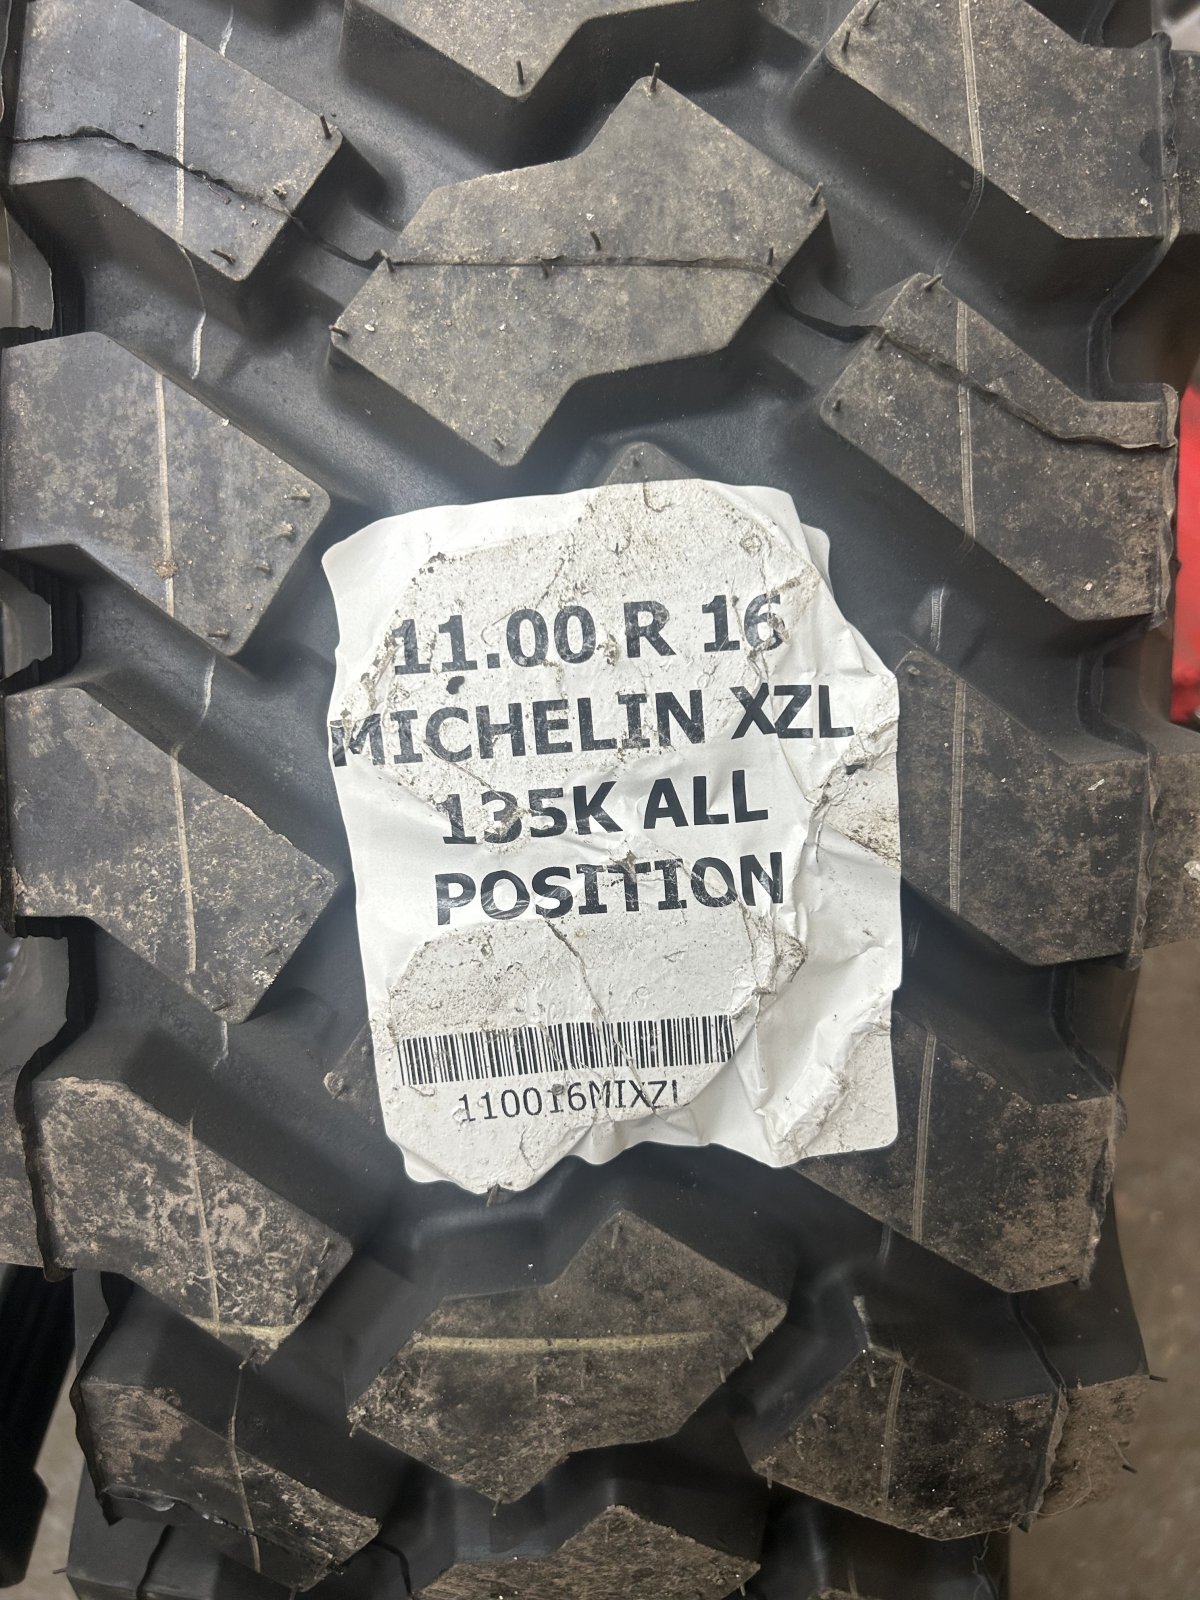 11.00 R 16
MICHELIN XZL
135K ALL
POSITION
110016MIXZL